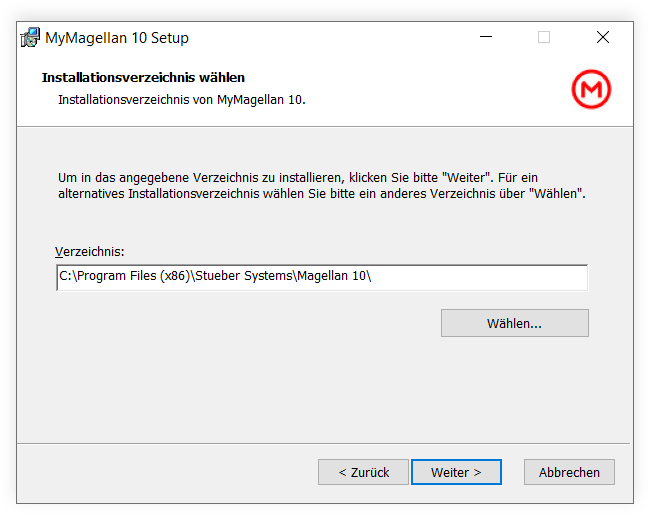 MyMagellan 10 Setup
Installationsverzeichnis wählen
Installationsverzeichnis von MyMagellan 10.
M
Um in das angegebene Verzeichnis zu installieren, klicken Sie bitte "Weiter". Für ein
alternatives Installationsverzeichnis wählen Sie bitte ein anderes Verzeichnis über "Wählen".
Verzeichnis:
C:\Program Files (x86)\Stueber Systems\Magellan 10\
Wählen...
< Zurück
Weiter >
Abbrechen